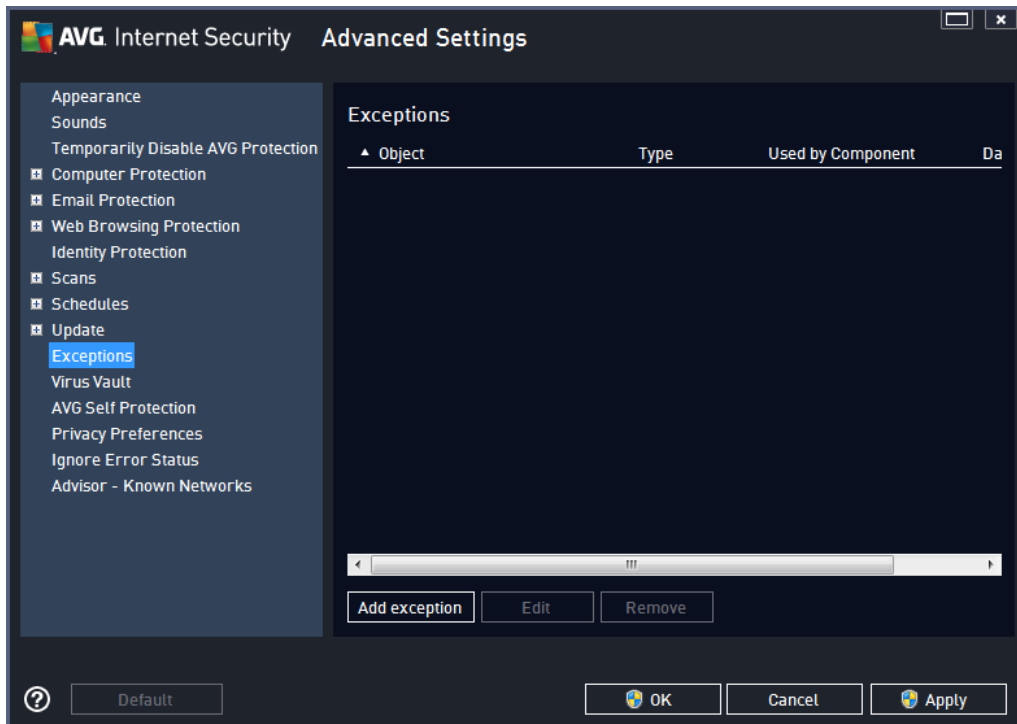 AVG. Internet Security Advanced Settings
Appearance
Sounds
Temporarily Disable AVG Protection
Computer Protection
Email Protection
Web Browsing Protection
Identity Protection
Scans
Schedules
Update
Exceptions
Virus Vault
AVG Self Protection
Privacy Preferences
Ignore Error Status
Advisor - Known Networks
Exceptions
Object Type Used by Component Da
Add exception Edit Remove
? Default OK Cancel Apply